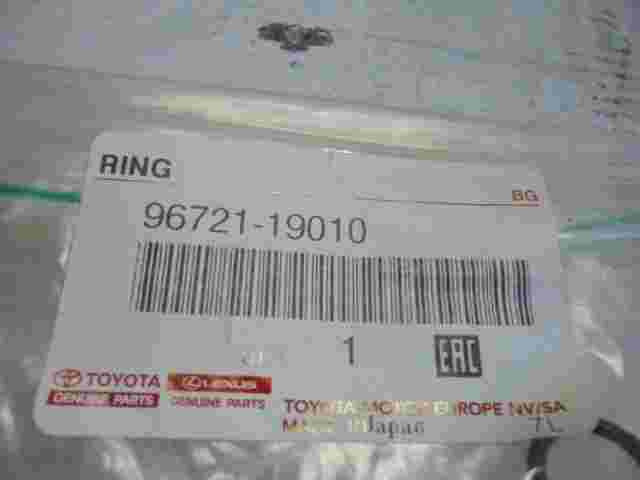 RING
BG
96721-19010
1
EAC
TOYOTA LEXUS
GENUINE PARTS GENUINE PARTS
TOYOTA MOTOR EUROPE NV/SA
MADE IN Japan